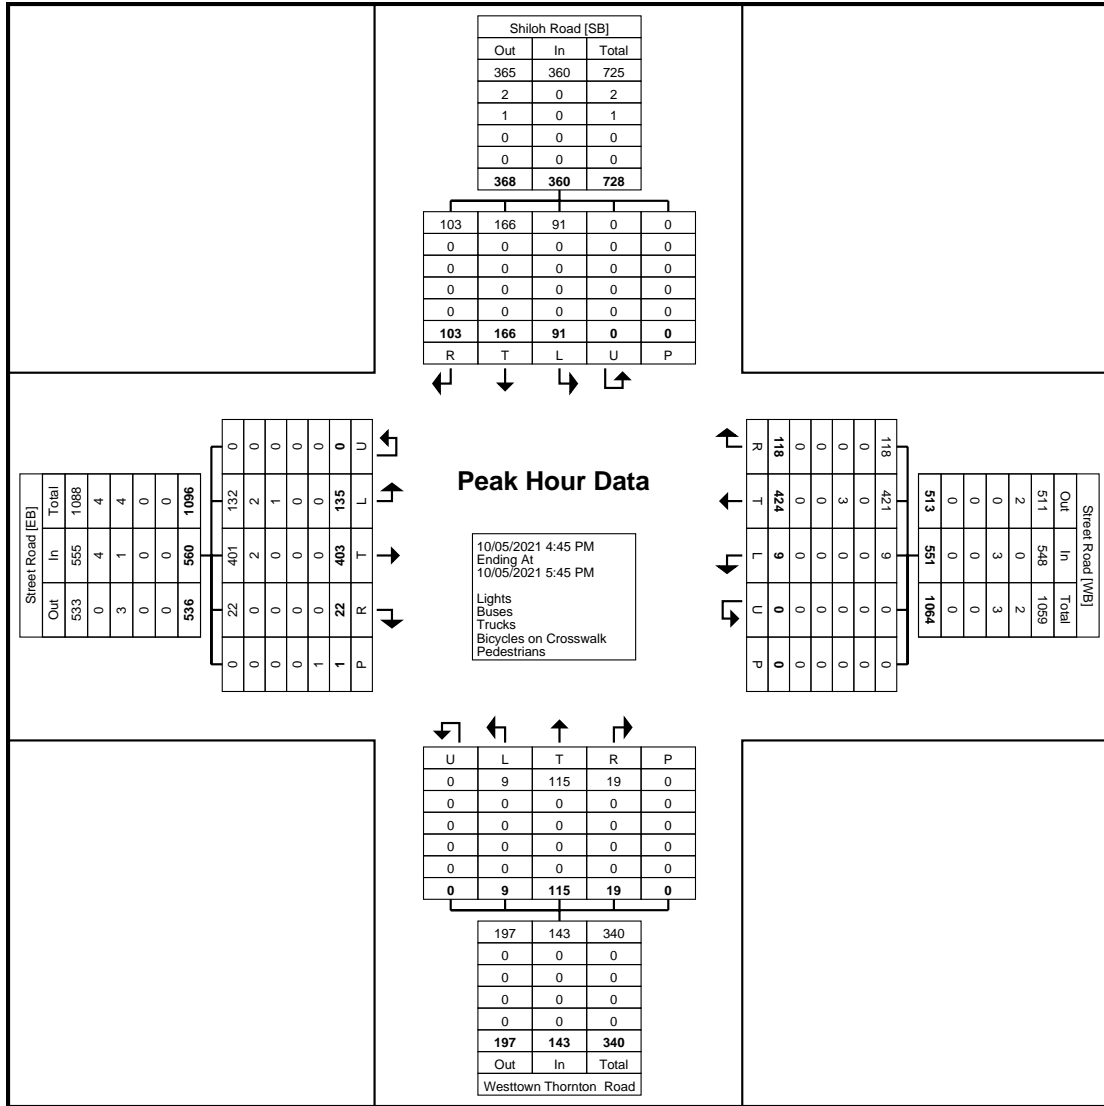 Shiloh Road [SB]
Out In Total
365 360 725
2 0 2
1 0 1
0 0 0
0 0 0
368 360 728
103 166 91 0 0
0 0 0 0 0
0 0 0 0 0
0 0 0 0 0
0 0 0 0 0
103 166 91 0 0
R T L U P
Street Road [EB]
Out In Total
533 555 1088
0 4 4
3 1 4
0 0 0
0 0 0
536 560 1096
0 22 401 132 0
0 0 2 2 0
0 0 0 1 0
0 0 0 0 0
1 0 0 0 0
1 22 403 135 0
P R T L U
Peak Hour Data
10/05/2021 4:45 PM
Ending At
10/05/2021 5:45 PM
Lights
Buses
Trucks
Bicycles on Crosswalk
Pedestrians
Street Road [WB]
Out In Total
511 548 1059
2 0 2
0 3 3
0 0 0
0 0 0
513 551 1064
118 421 9 0 0
0 0 0 0 0
0 3 0 0 0
0 0 0 0 0
0 0 0 0 0
118 424 9 0 0
R T L U P
U L T R P
0 9 115 19 0
0 0 0 0 0
0 0 0 0 0
0 0 0 0 0
0 0 0 0 0
0 9 115 19 0
197 143 340
0 0 0
0 0 0
0 0 0
0 0 0
197 143 340
Out In Total
Westtown Thornton Road